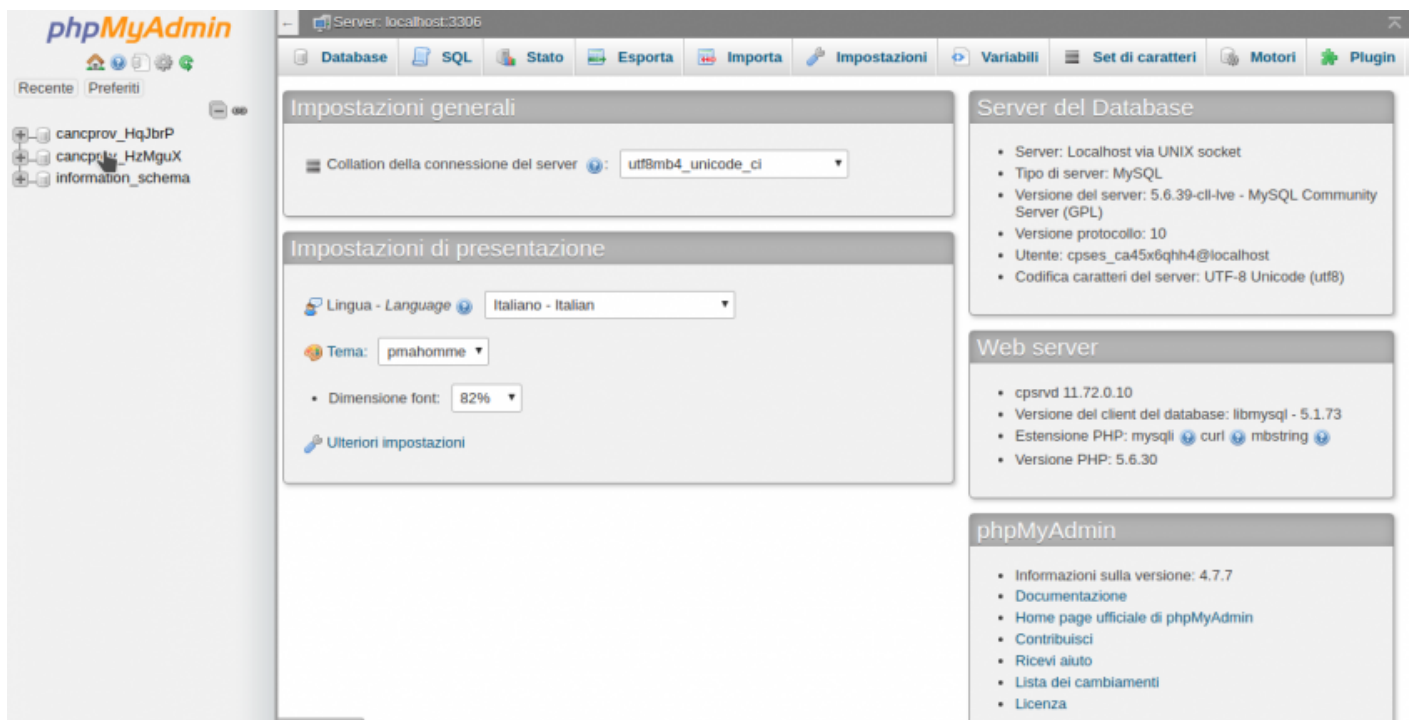 phpMyAdmin
Recente Preferiti
cancprov_HqJbrP
cancprov_HzMguX
information_schema
Server: localhost:3306
Database SQL Stato Esporta Importa Impostazioni Variabili Set di caratteri Motori Plugin
Impostazioni generali
Collation della connessione del server : utf8mb4_unicode_ci
Impostazioni di presentazione
Lingua - Language Italiano - Italian
Tema: pmahomme
Dimensione font: 82%
Ulteriori impostazioni
Server del Database
Server: Localhost via UNIX socket
Tipo di server: MySQL
Versione del server: 5.6.39-cll-lve - MySQL Community
Server (GPL)
Versione protocollo: 10
Utente: cpses_ca45x6qhh4@localhost
Codifica caratteri del server: UTF-8 Unicode (utf8)
Web server
cpsrvd 11.72.0.10
Versione del client del database: libmysql - 5.1.73
Estensione PHP: mysqli curl mbstring
Versione PHP: 5.6.30
phpMyAdmin
Informazioni sulla versione: 4.7.7
Documentazione
Home page ufficiale di phpMyAdmin
Contribuisci
Ricevi aiuto
Lista dei cambiamenti
Licenza